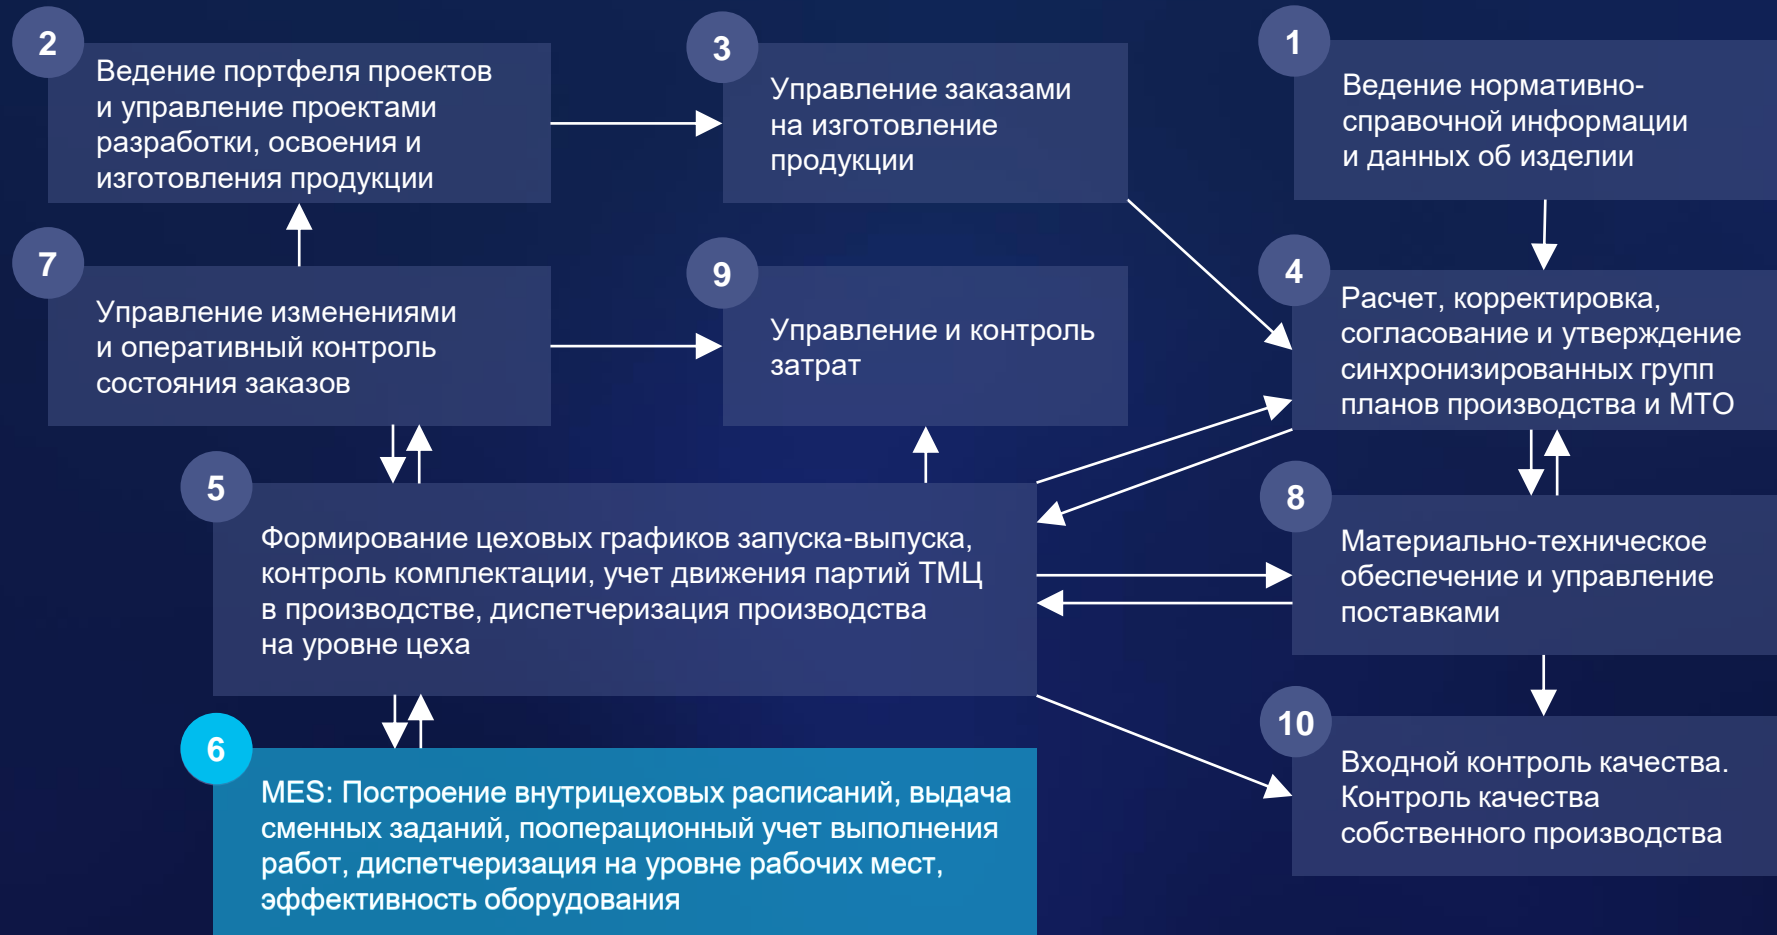 2
Ведение портфеля проектов
и управление проектами
разработки, освоения и
изготовления продукции
3
Управление заказами
на изготовление
продукции
1
Ведение нормативно-
справочной информации
и данных об изделии
7
Управление изменениями
и оперативный контроль
состояния заказов
9
Управление и контроль
затрат
4
Расчет, корректировка,
согласование и утверждение
синхронизированных групп
планов производства и МТО
5
Формирование цеховых графиков запуска-выпуска,
контроль комплектации, учет движения партий ТМЦ
в производстве, диспетчеризация производства
на уровне цеха
8
Материально-техническое
обеспечение и управление
поставками
6
MES: Построение внутрицеховых расписаний, выдача
сменных заданий, пооперационный учет выполнения
работ, диспетчеризация на уровне рабочих мест,
эффективность оборудования
10
Входной контроль качества.
Контроль качества
собственного производства